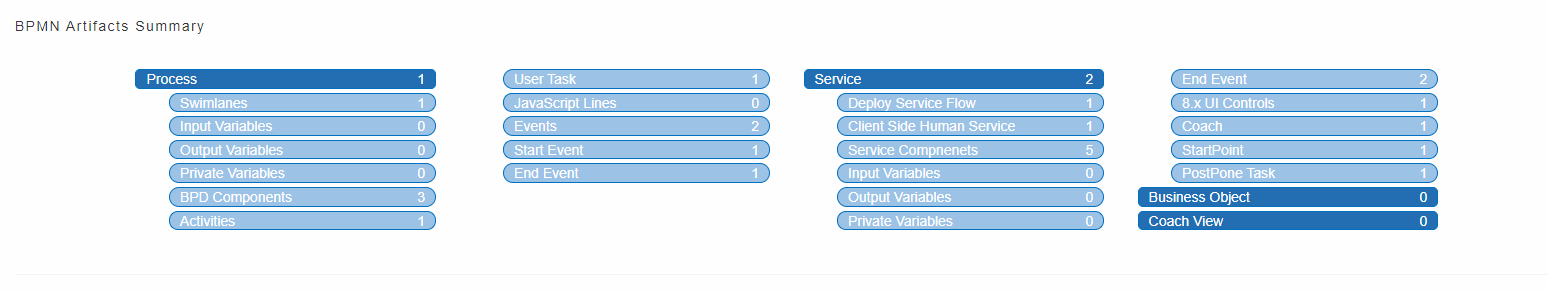 BPMN Artifacts Summary
Process 1
Swimlanes 1
Input Variables 0
Output Variables 0
Private Variables 0
BPD Components 3
Activities 1
User Task 1
JavaScript Lines 0
Events 2
Start Event 1
End Event 1
Service 2
Deploy Service Flow 1
Client Side Human Service 1
Service Compnenets 5
Input Variables 0
Output Variables 0
Private Variables 0
End Event 2
8.x UI Controls 1
Coach 1
StartPoint 1
PostPone Task 1
Business Object 0
Coach View 0